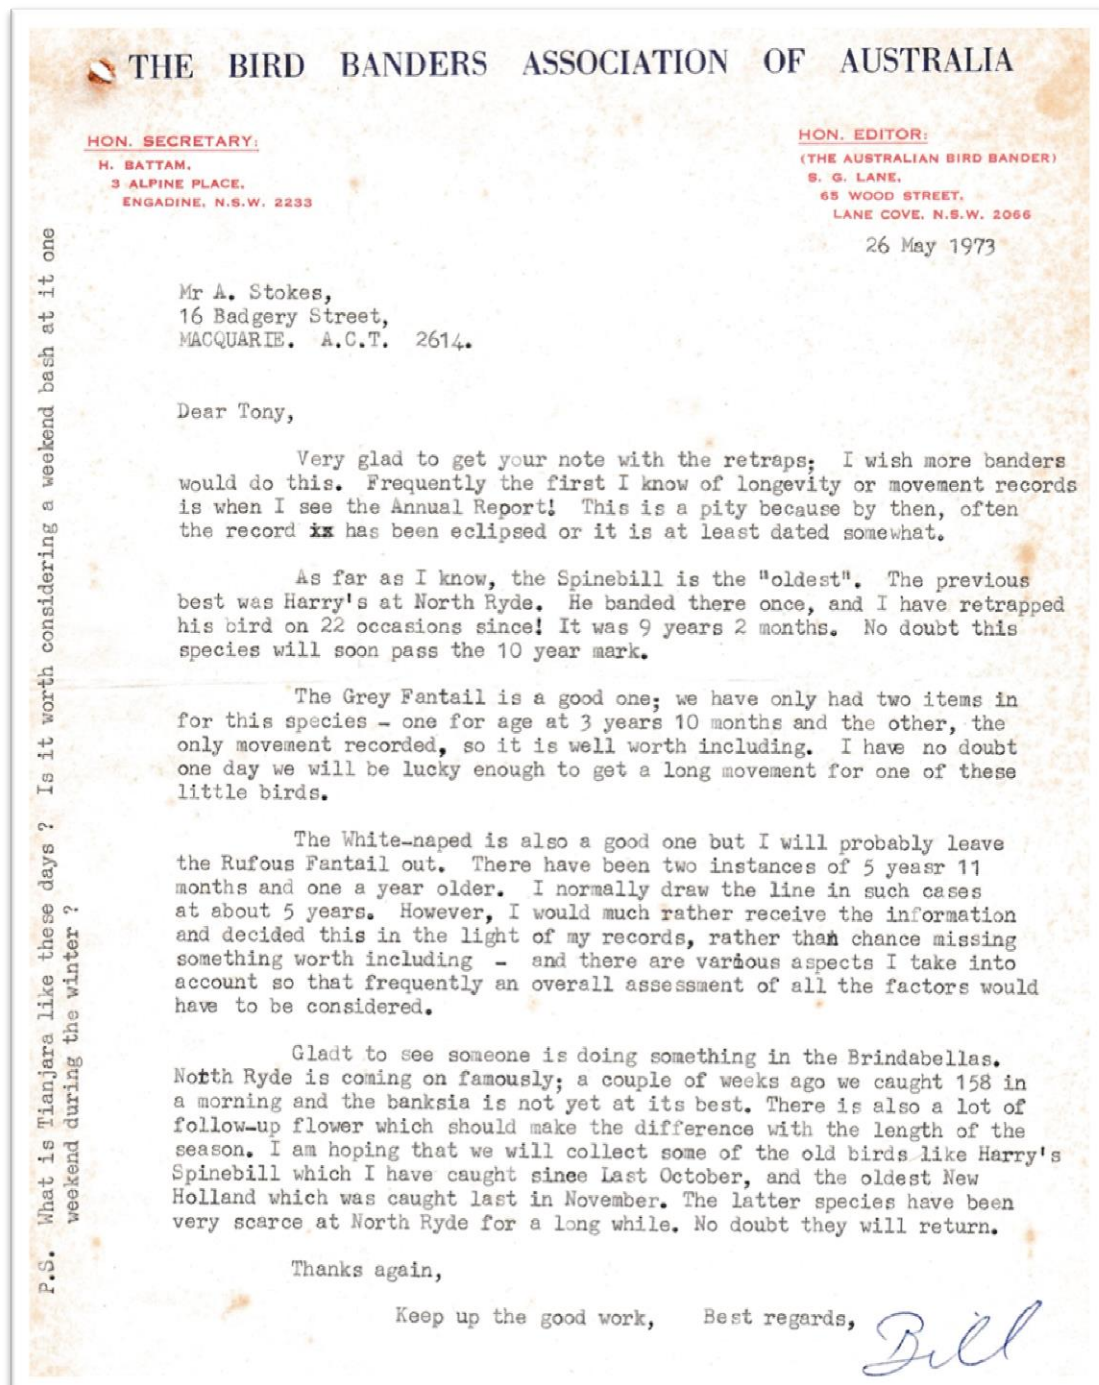 THE BIRD BANDERS ASSOCIATION OF AUSTRALIA
HON. SECRETARY:
H. BATTAM,
3 ALPINE PLACE,
ENGADINE, N.S.W. 2233
HON. EDITOR:
(THE AUSTRALIAN BIRD BANDER)
S. G. LANE,
65 WOOD STREET,
LANE COVE, N.S.W. 2066
26 May 1973
Mr A. Stokes,
16 Badgery Street,
MACQUARIE. A.C.T. 2614.
Dear Tony,
Very glad to get your note with the retraps; I wish more banders
would do this. Frequently the first I know of longevity or movement records
is when I see the Annual Report! This is a pity because by then, often
the record has been eclipsed or it is at least dated somewhat.
As far as I know, the Spinebill is the "oldest". The previous
best was Harry's at North Ryde. He banded there once, and I have retrapped
his bird on 22 occasions since! It was 9 years 2 months. No doubt this
species will soon pass the 10 year mark.
The Grey Fantail is a good one; we have only had two items in
for this species - one for age at 3 years 10 months and the other, the
only movement recorded, so it is well worth including. I have no doubt
one day we will be lucky enough to get a long movement for one of these
little birds.
The White-naped is also a good one but I will probably leave
the Rufous Fantail out. There have been two instances of 5 yeasr 11
months and one a year older. I normally draw the line in such cases
at about 5 years. However, I would much rather receive the information
and decided this in the light of my records, rather than chance missing
something worth including - and there are various aspects I take into
account so that frequently an overall assessment of all the factors would
have to be considered.
Gladt to see someone is doing something in the Brindabellas.
North Ryde is coming on famously; a couple of weeks ago we caught 158 in
a morning and the banksia is not yet at its best. There is also a lot of
follow-up flower which should make the difference with the length of the
season. I am hoping that we will collect some of the old birds like Harry's
Spinebill which I have caught since Last October, and the oldest New
Holland which was caught last in November. The latter species have been
very scarce at North Ryde for a long while. No doubt they will return.
Thanks again,
Keep up the good work, Best regards,
Bill
P.S. What is Tianjara like these days ? Is it worth considering a weekend bash at it one
weekend during the winter ?